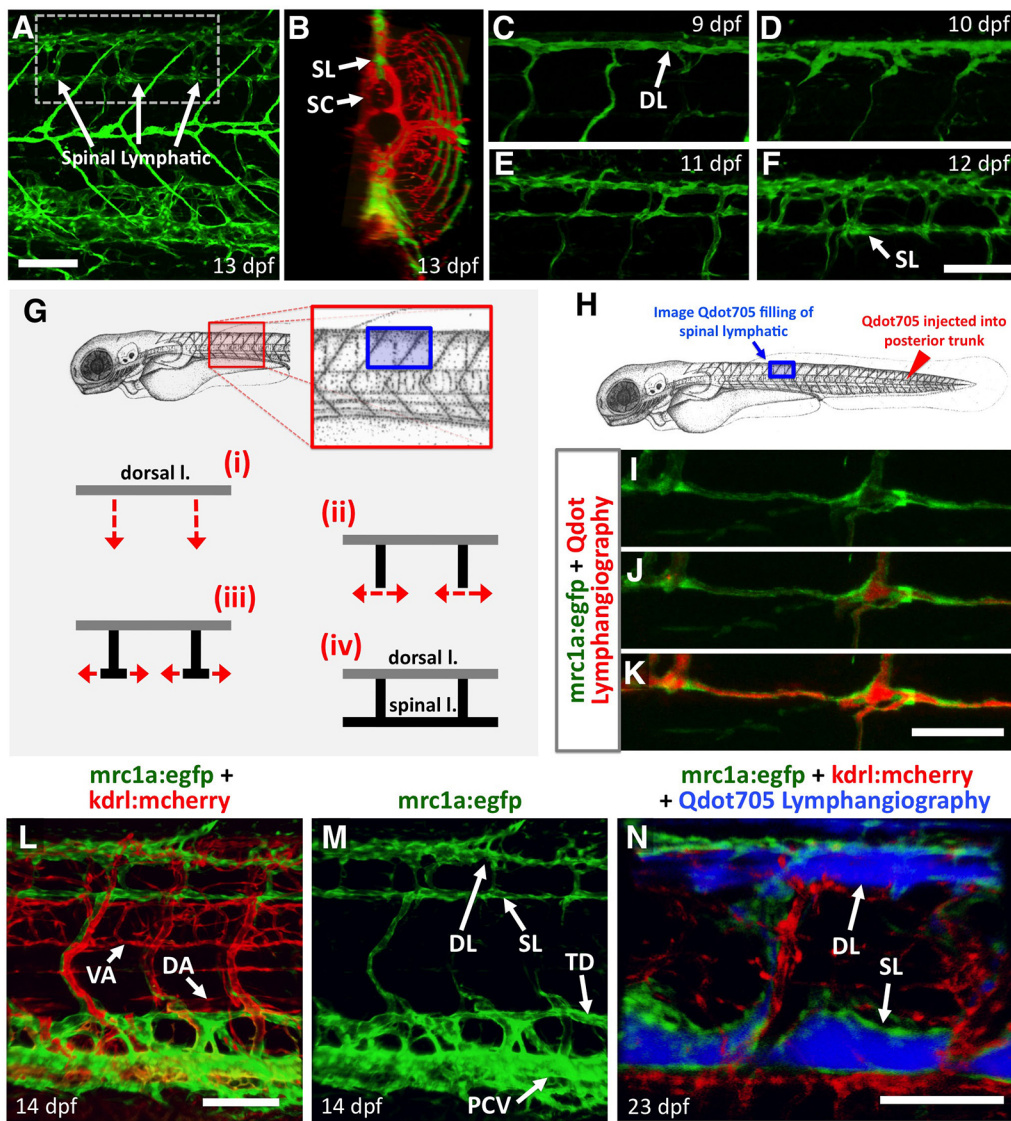 A
Spinal Lymphatic
13 dpf
B
SL
SC
13 dpf
C
9 dpf
DL
D
10 dpf
E
11 dpf
F
12 dpf
SL
G
dorsal l.
(i)
(ii)
(iii)
(iv)
dorsal l.
spinal l.
H
Image Qdot705 filling of
spinal lymphatic
Qdot705 injected into
posterior trunk
mrc1a:egfp + Qdot
Lymphangiography
I
J
K
mrc1a:egfp +
kdrl:mcherry
L
VA
DA
14 dpf
mrc1a:egfp
M
DL
SL
TD
PCV
14 dpf
mrc1a:egfp + kdrl:mcherry
+ Qdot705 Lymphangiography
N
DL
SL
23 dpf